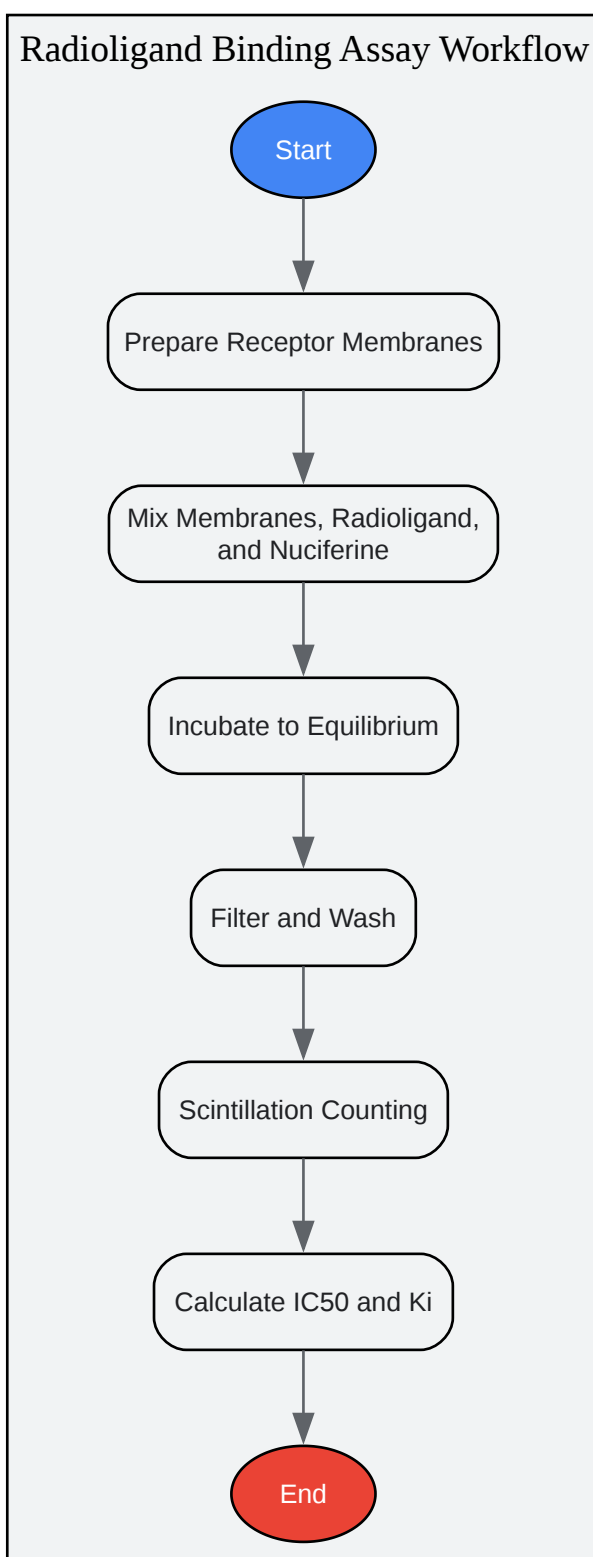 Radioligand Binding Assay Workflow
Start
Prepare Receptor Membranes
Mix Membranes, Radioligand,
and Nuciferine
Incubate to Equilibrium
Filter and Wash
Scintillation Counting
Calculate IC50 and Ki
End